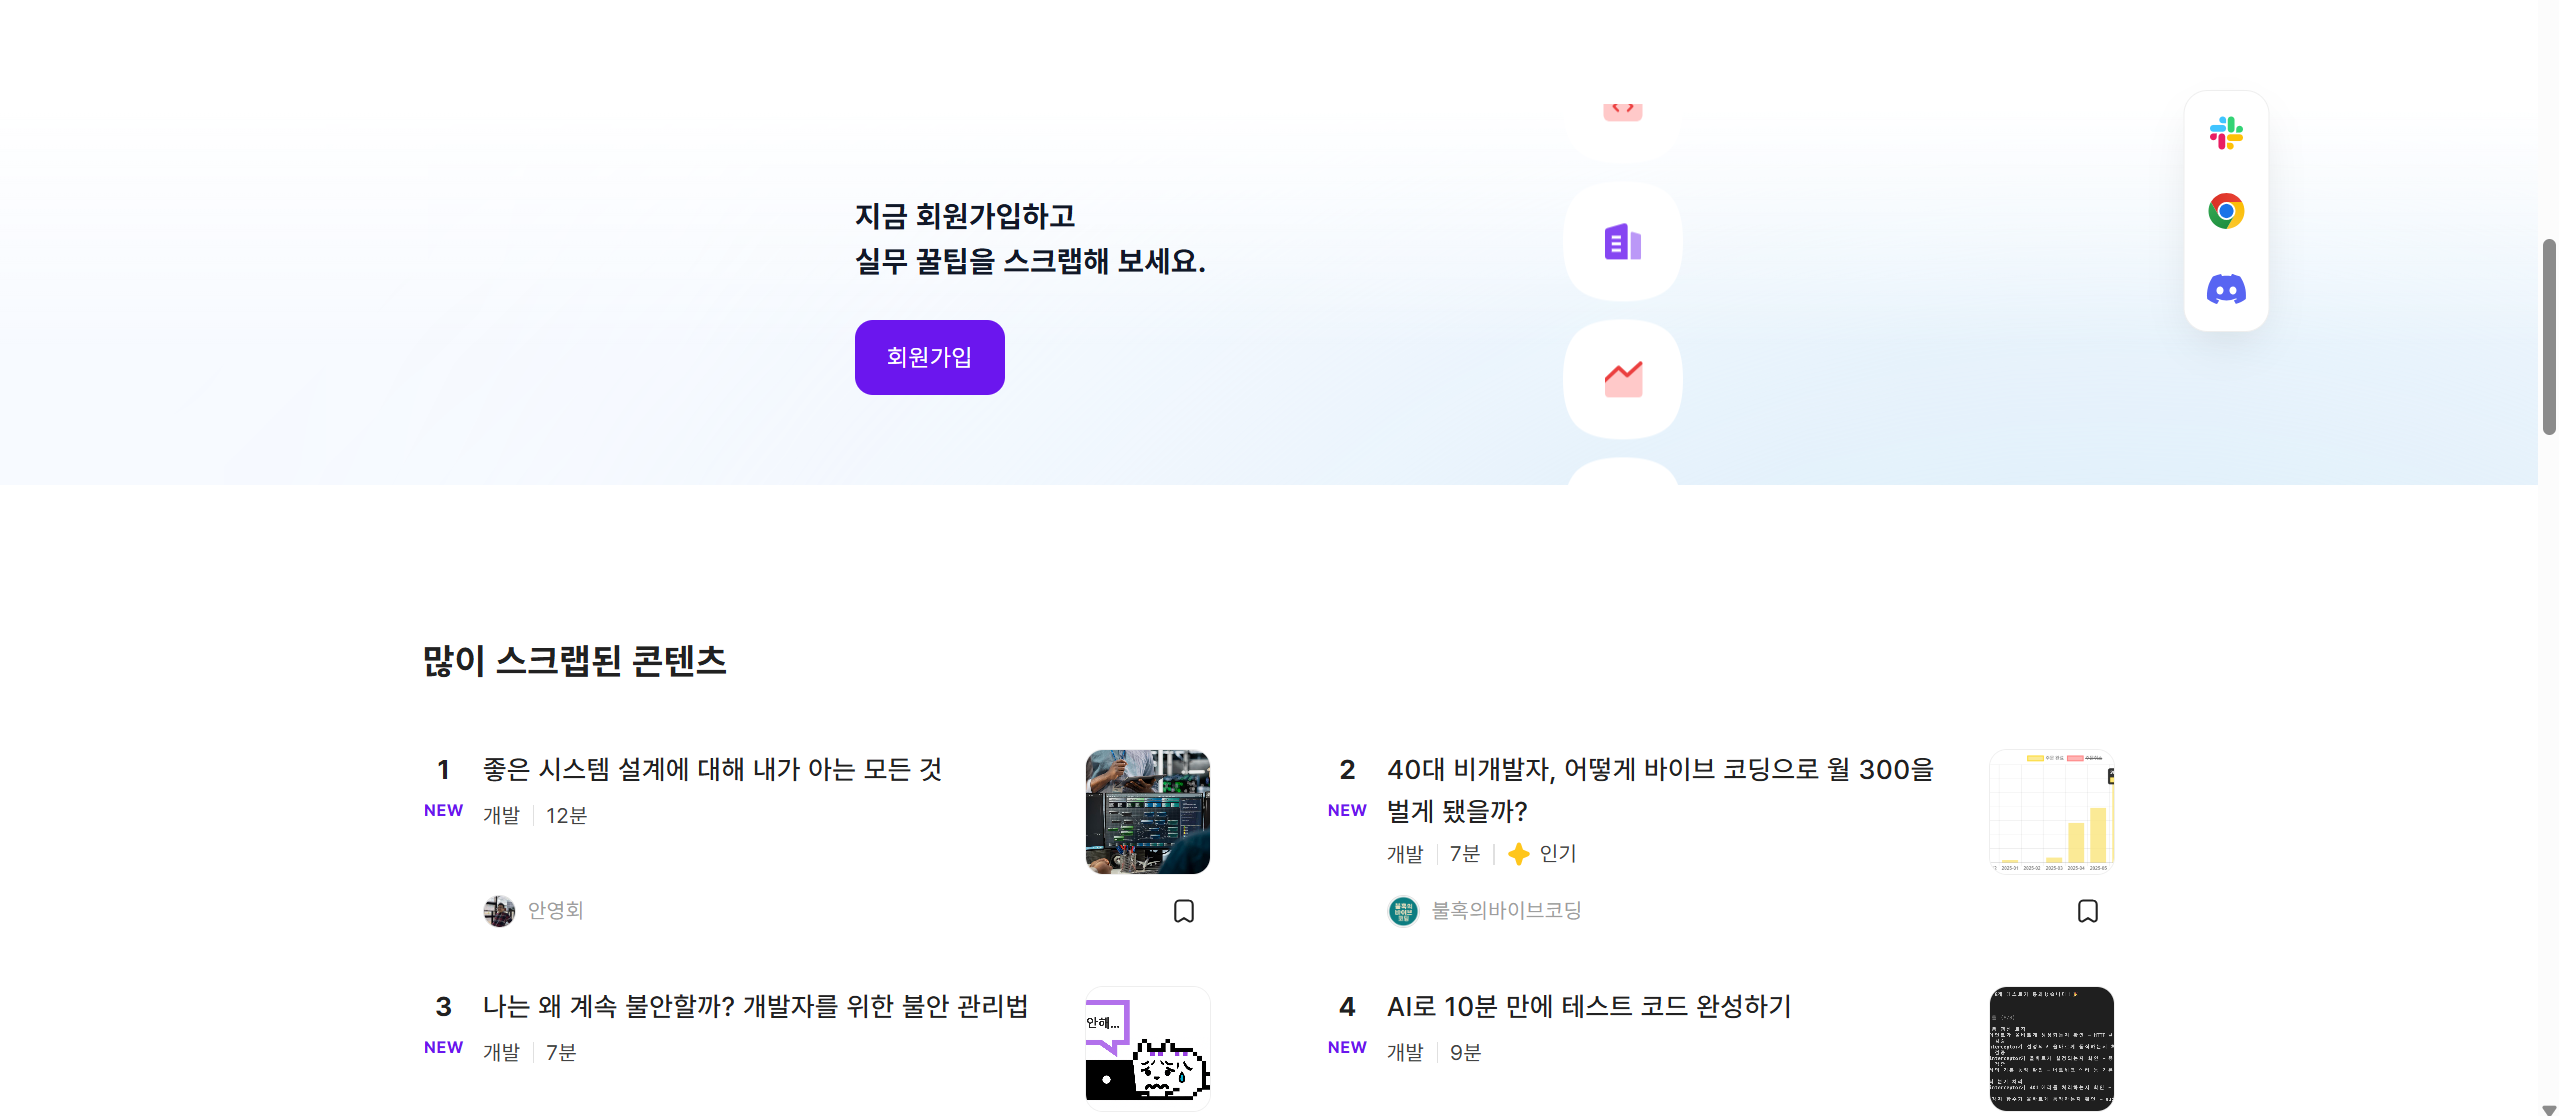 지금 회원가입하고
실무 꿀팁을 스크랩해 보세요.
회원가입
많이 스크랩된 콘텐츠
1
좋은 시스템 설계에 대해 내가 아는 모든 것
NEW
개발
12분
안영회
2
40대 비개발자, 어떻게 바이브 코딩으로 월 300을
벌게 됐을까?
NEW
개발
7분
인기
불혹의
바이브
코딩
불혹의바이브코딩
3
나는 왜 계속 불안할까? 개발자를 위한 불안 관리법
NEW
개발
7분
안해...
4
AI로 10분 만에 테스트 코드 완성하기
NEW
개발
9분